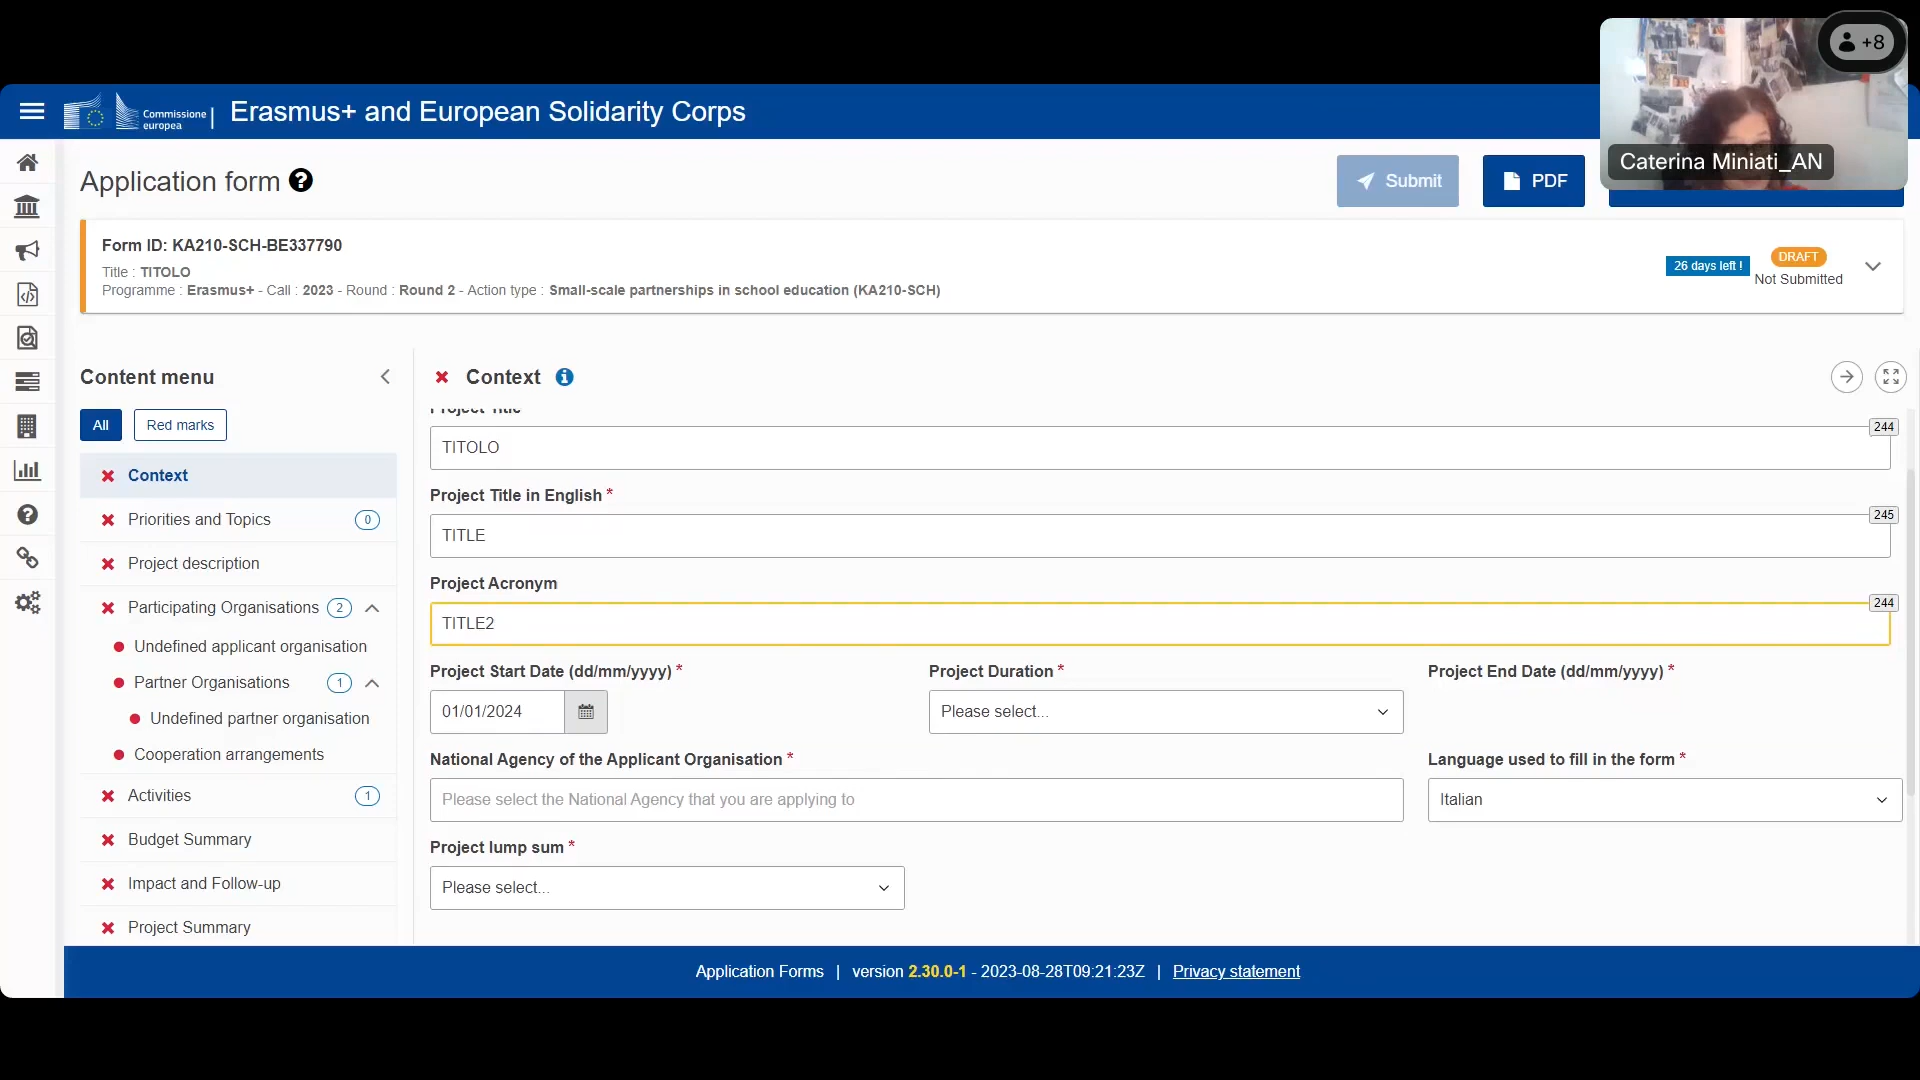 +8
Caterina Miniati_AN
Commissione europea
Erasmus+ and European Solidarity Corps
Application form
Submit
PDF
Form ID: KA210-SCH-BE337790
Title : TITOLO
Programme : Erasmus+ - Call : 2023 - Round : Round 2 - Action type : Small-scale partnerships in school education (KA210-SCH)
26 days left !
DRAFT
Not Submitted
Content menu
All
Red marks
Context
Priorities and Topics 0
Project description
Participating Organisations 2
Undefined applicant organisation
Partner Organisations 1
Undefined partner organisation
Cooperation arrangements
Activities 1
Budget Summary
Impact and Follow-up
Project Summary
Context
Project Title
244
TITOLO
Project Title in English *
245
TITLE
Project Acronym
244
TITLE2
Project Start Date (dd/mm/yyyy) *
01/01/2024
Project Duration *
Please select...
Project End Date (dd/mm/yyyy) *
National Agency of the Applicant Organisation *
Please select the National Agency that you are applying to
Language used to fill in the form *
Italian
Project lump sum *
Please select...
Application Forms | version 2.30.0-1 - 2023-08-28T09:21:23Z | Privacy statement